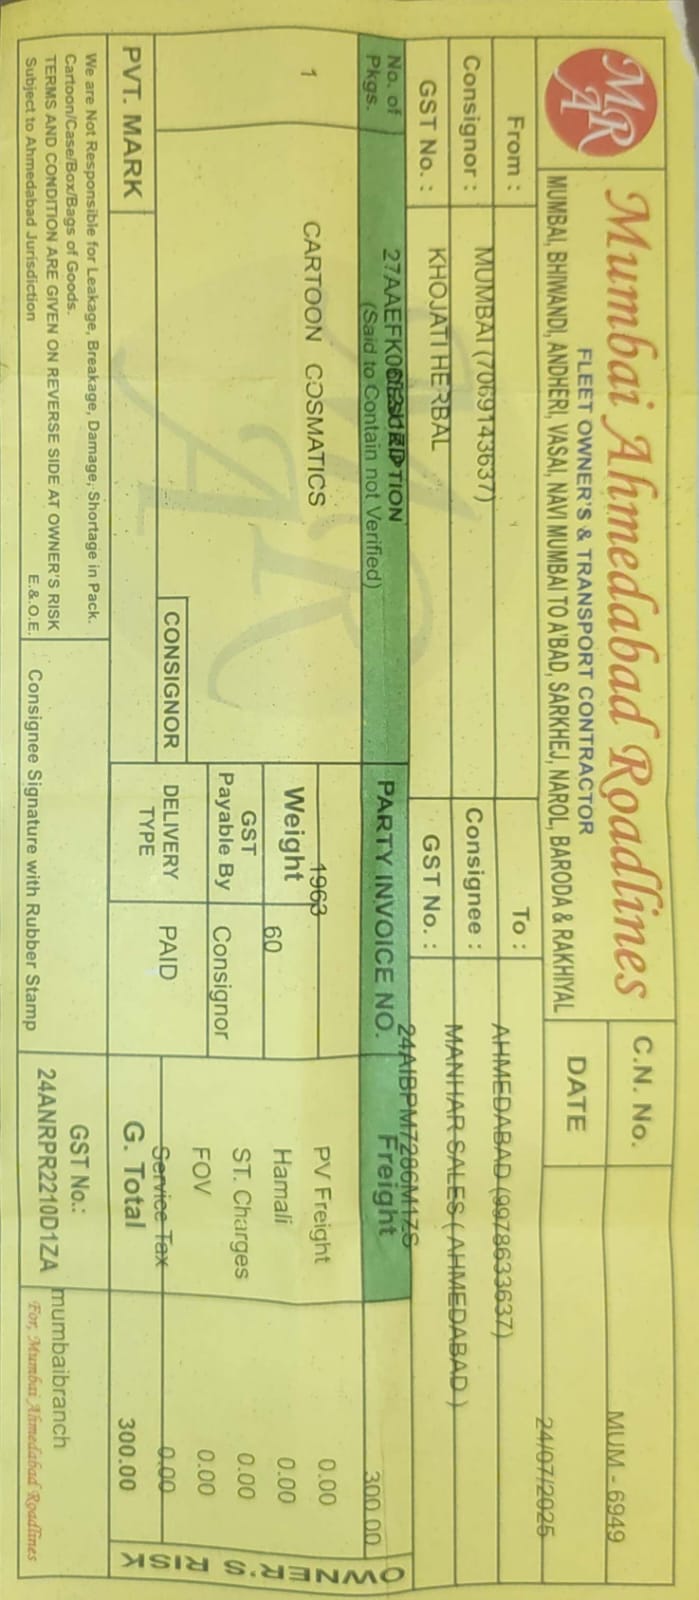 MAR
Mumbai Ahmedabad Roadlines
FLEET OWNER'S & TRANSPORT CONTRACTOR
MUMBAI, BHIWANDI, ANDHERI, VASAI, NAVI MUMBAI TO A'BAD, SARKHEJ, NAROL, BARODA & RAKHIYAL
C.N. No. MUM - 6949
DATE 24/07/2025
From : MUMBAI (7069143637)
To : AHMEDABAD (9978633637)
Consignor : KHOJATI HERBAL
Consignee : MANHAR SALES ( AHMEDABAD )
GST No. : 27AAEFK0
GST No. : 24AIBPM7286M1ZS
No. of Pkgs.
(Said to Contain not Verified)
PARTY INVOICE NO.
Freight 300.00
1 CARTOON COSMATICS
1963
PV Freight 0.00
Weight 60
Hamali 0.00
GST Payable By Consignor
ST. Charges 0.00
FOV 0.00
CONSIGNOR
DELIVERY TYPE PAID
Service Tax 0.00
PVT. MARK
G. Total 300.00
OWNER'S RISK
We are Not Responsible for Leakage, Breakage, Damage, Shortage in Pack.
Cartoon/Case/Box/Bags of Goods.
TERMS AND CONDITION ARE GIVEN ON REVERSE SIDE AT OWNER'S RISK
Subject to Ahmedabad Jurisdiction E.&.O.E.
Consignee Signature with Rubber Stamp
GST No.:
24ANRPR2210D1ZA
mumbaibranch
For, Mumbai Ahmedabad Roadlines